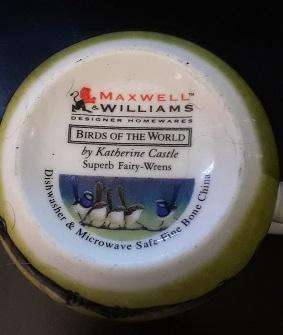 MAXWELL™
& WILLIAMS
DESIGNER HOMEWARES
BIRDS OF THE WORLD
by Katherine Castle
Superb Fairy-Wrens
Dishwasher & Microwave Safe Fine Bone China